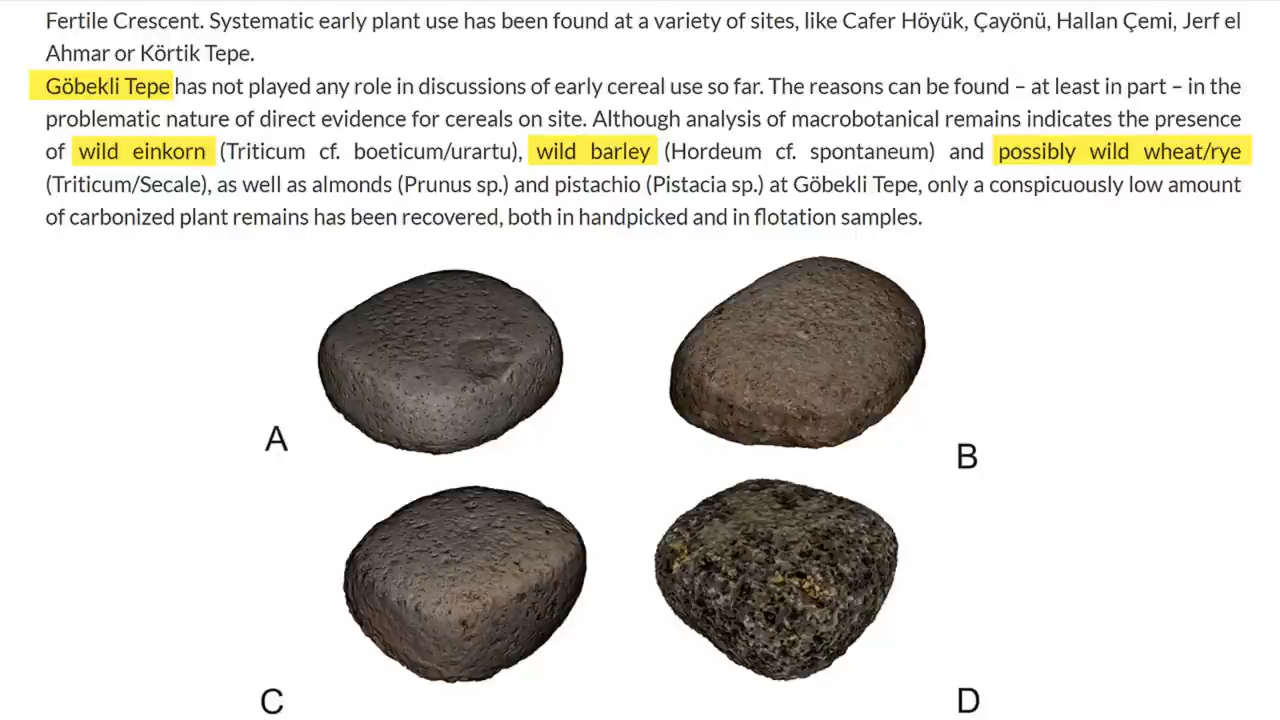 Fertile Crescent. Systematic early plant use has been found at a variety of sites, like Cafer Höyük, Çayönü, Hallan Çemi, Jerf el
Ahmar or Körtik Tepe.
Göbekli Tepe has not played any role in discussions of early cereal use so far. The reasons can be found – at least in part – in the
problematic nature of direct evidence for cereals on site. Although analysis of macrobotanical remains indicates the presence
of wild einkorn (Triticum cf. boeticum/urartu), wild barley (Hordeum cf. spontaneum) and possibly wild wheat/rye
(Triticum/Secale), as well as almonds (Prunus sp.) and pistachio (Pistacia sp.) at Göbekli Tepe, only a conspicuously low amount
of carbonized plant remains has been recovered, both in handpicked and in flotation samples.
A
B
C
D